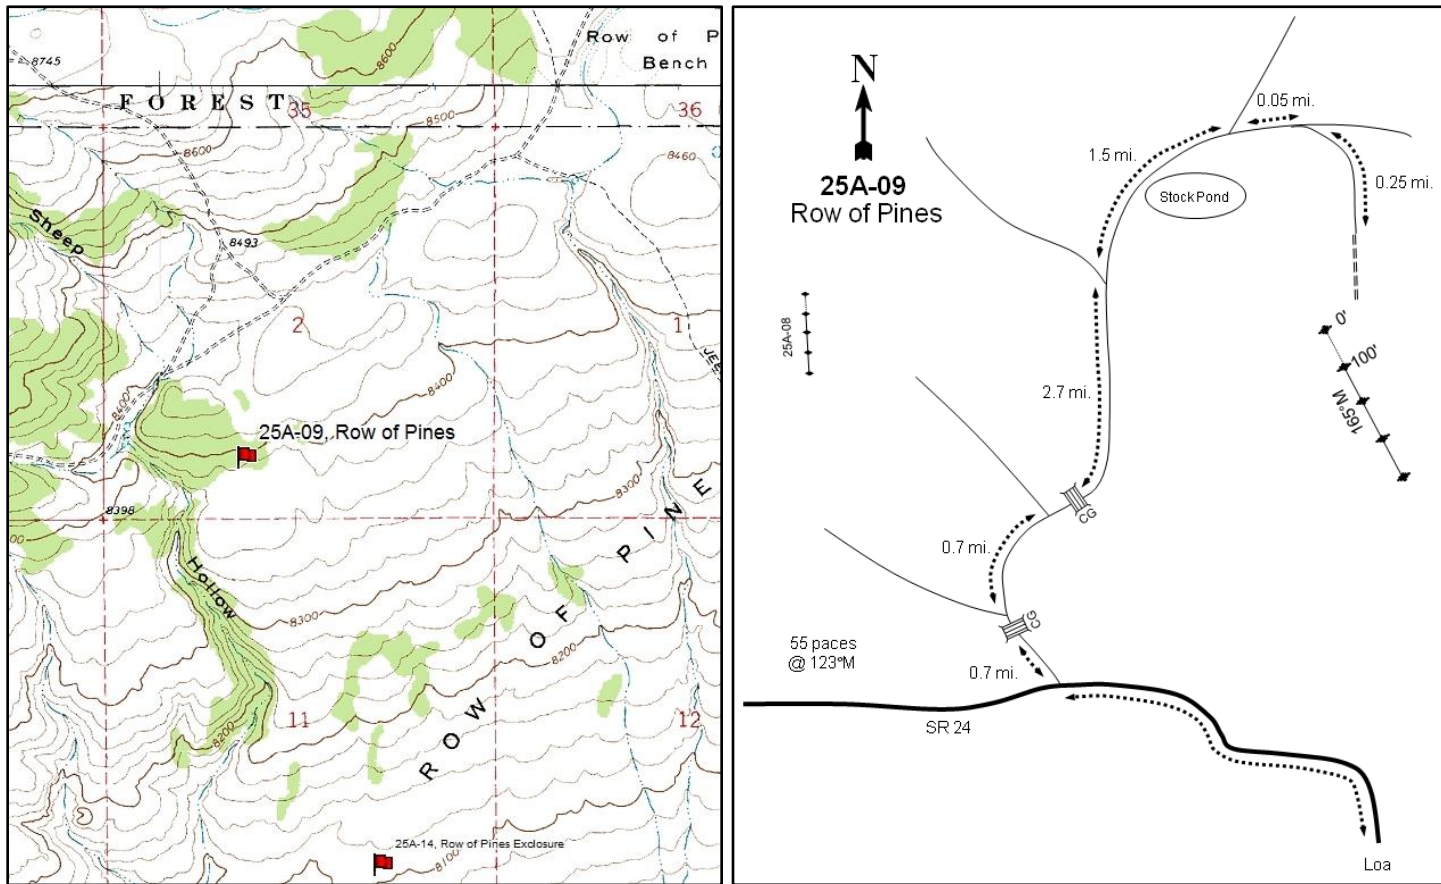 Row of P
Bench
8745
8600
FOREST
35
36
8500
8600
8460
Sheep
8493
2
1
JEE
8400
8400
25A-09, Row of Pines
8300
8398
00
Hollow
8300
ROW OF PINE
8200
11
12
8200
25A-14, Row of Pines Exclosure
8100
N
25A-09
Row of Pines
0.05 mi.
1.5 mi.
0.25 mi.
Stock Pond
25A-08
0'
100'
165°M
2.7 mi.
CG
0.7 mi.
CG
55 paces
@ 123°M
0.7 mi.
SR 24
Loa